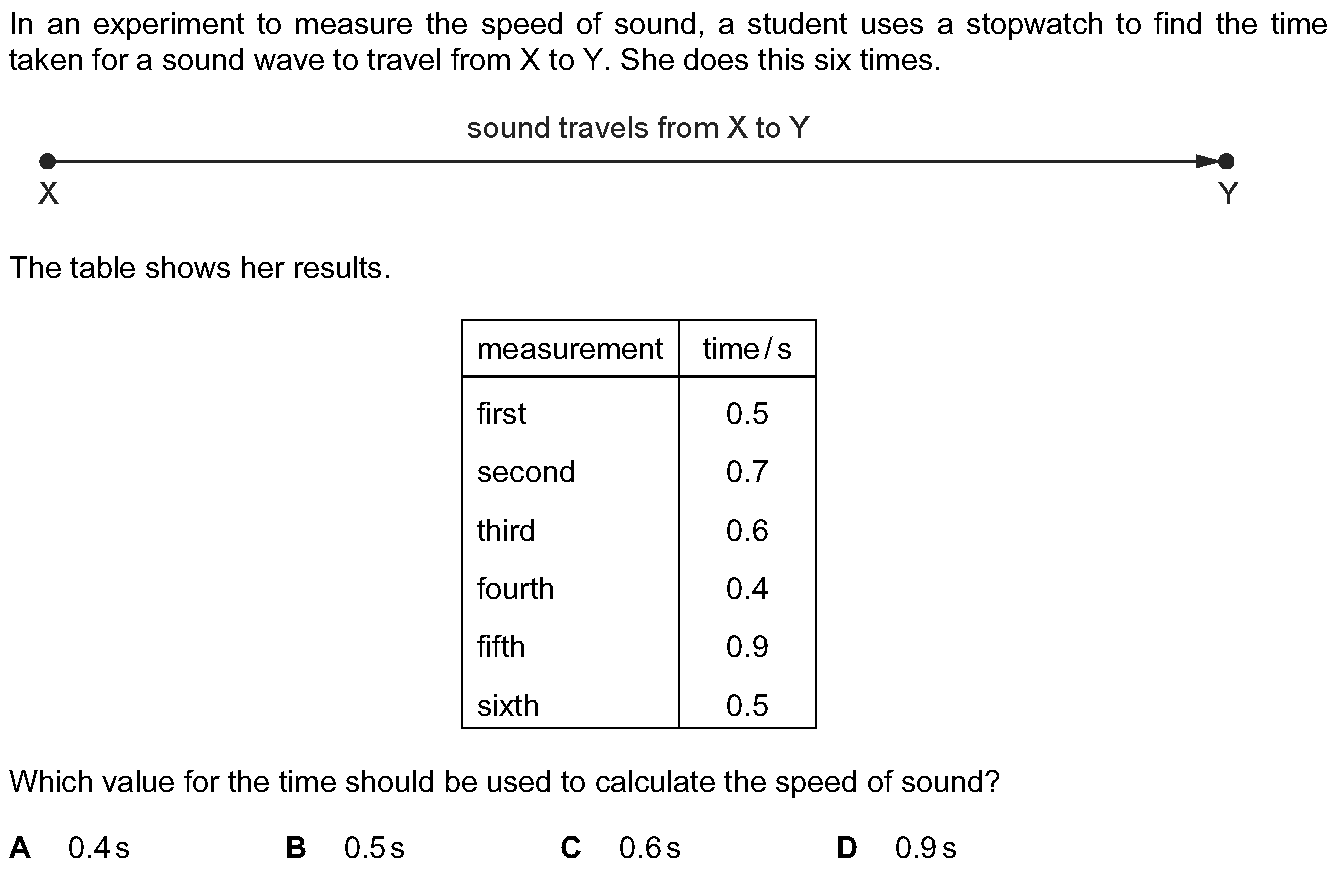 In an experiment to measure the speed of sound, a student uses a stopwatch to find the time
taken for a sound wave to travel from X to Y. She does this six times.
sound travels from X to Y
X Y
The table shows her results.
measurement time / s
first 0.5
second 0.7
third 0.6
fourth 0.4
fifth 0.9
sixth 0.5
Which value for the time should be used to calculate the speed of sound?
A 0.4 s B 0.5 s C 0.6 s D 0.9 s